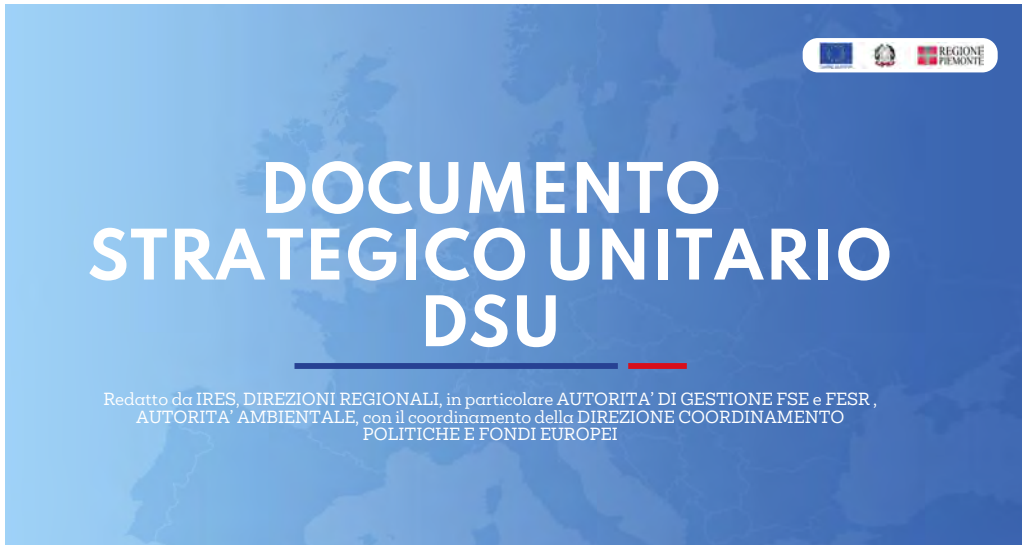 REGIONE
PIEMONTE
DOCUMENTO
STRATEGICO UNITARIO
DSU
Redatto da IRES, DIREZIONI REGIONALI, in particolare AUTORITA' DI GESTIONE FSE e FESR ,
AUTORITA' AMBIENTALE, con il coordinamento della DIREZIONE COORDINAMENTO
POLITICHE E FONDI EUROPEI